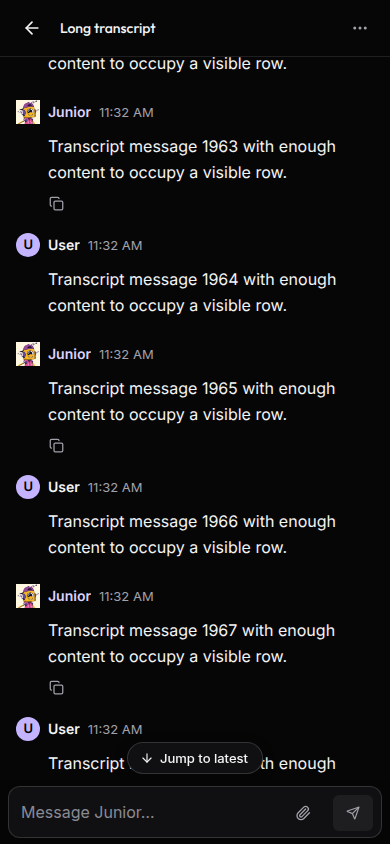 Long transcript
content to occupy a visible row.
Junior 11:32 AM
Transcript message 1963 with enough
content to occupy a visible row.
U User 11:32 AM
Transcript message 1964 with enough
content to occupy a visible row.
Junior 11:32 AM
Transcript message 1965 with enough
content to occupy a visible row.
U User 11:32 AM
Transcript message 1966 with enough
content to occupy a visible row.
Junior 11:32 AM
Transcript message 1967 with enough
content to occupy a visible row.
U User 11:32 AM
Transcript th enough
Jump to latest
Message Junior...